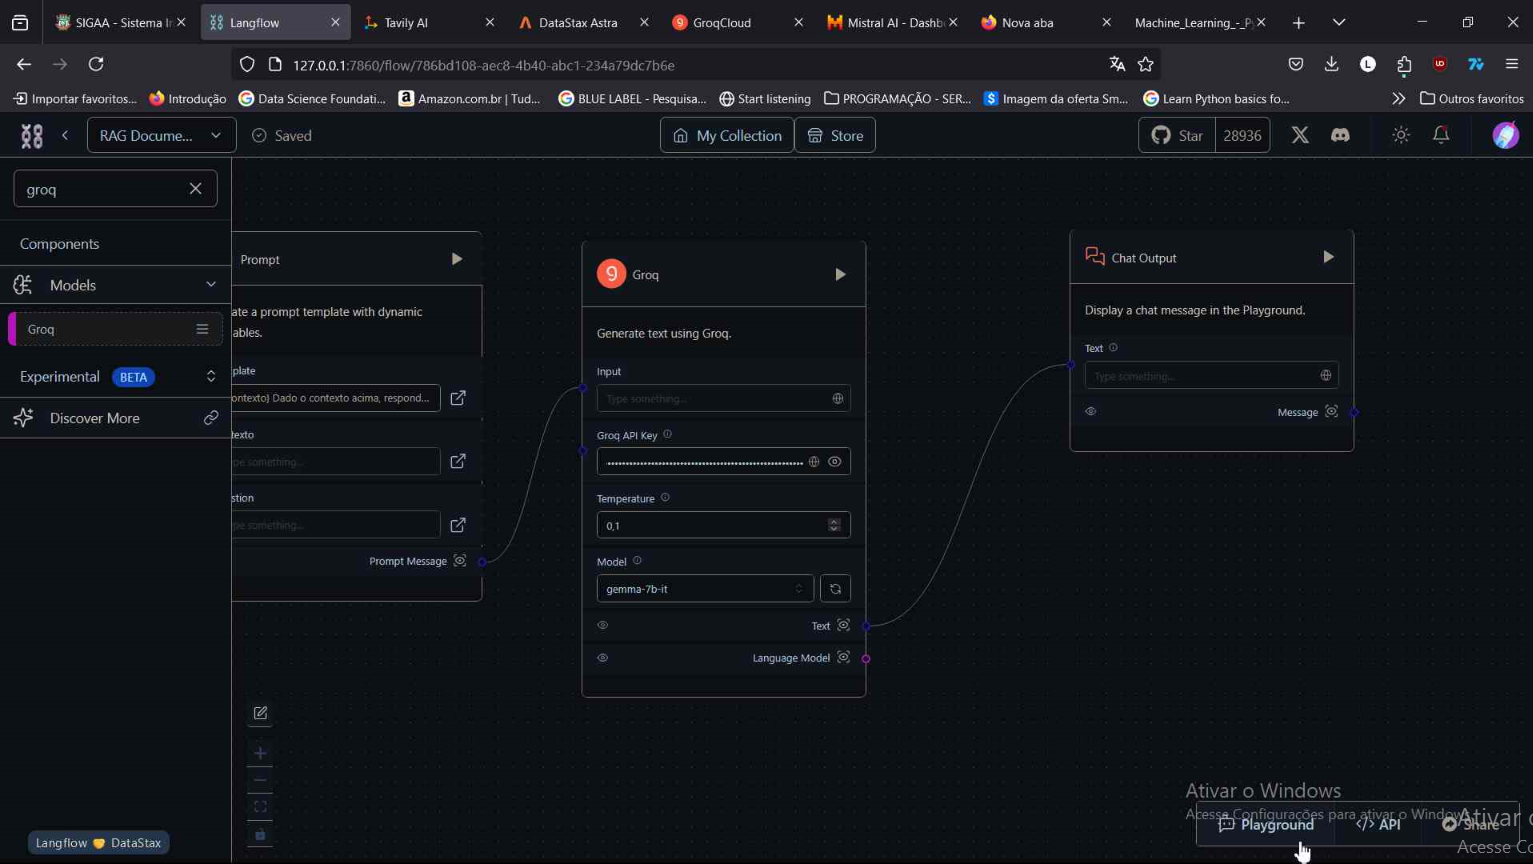 SIGAA - Sistema In
Langflow
Tavily AI
DataStax Astra
GroqCloud
Mistral AI - Dashb
Nova aba
Machine_Learning_-_P
127.0.0.1:7860/flow/786bd108-aec8-4b40-abc1-234a79dc7b6e
Importar favoritos...
Introdução
Data Science Foundati...
Amazon.com.br | Tud...
BLUE LABEL - Pesquisa...
Start listening
PROGRAMAÇÃO - SER...
Imagem da oferta Sm...
Learn Python basics fo...
Outros favoritos
RAG Docume...
Saved
My Collection
Store
Star
28936
groq
Components
Models
Groq
Experimental
BETA
Discover More
Prompt
ate a prompt template with dynamic
ables.
plate
ontexto} Dado o contexto acima, respond...
texto
pe something...
stion
pe something...
Prompt Message
9
Groq
Generate text using Groq.
Input
Type something...
Groq API Key
Temperature
0,1
Model
gemma-7b-it
Text
Language Model
Chat Output
Display a chat message in the Playground.
Text
Type something...
Message
Langflow
DataStax
Ativar o Windows
Acesse Configurações para ativar o Windows
Playground
API
Share
Ativar o
Acesse Co